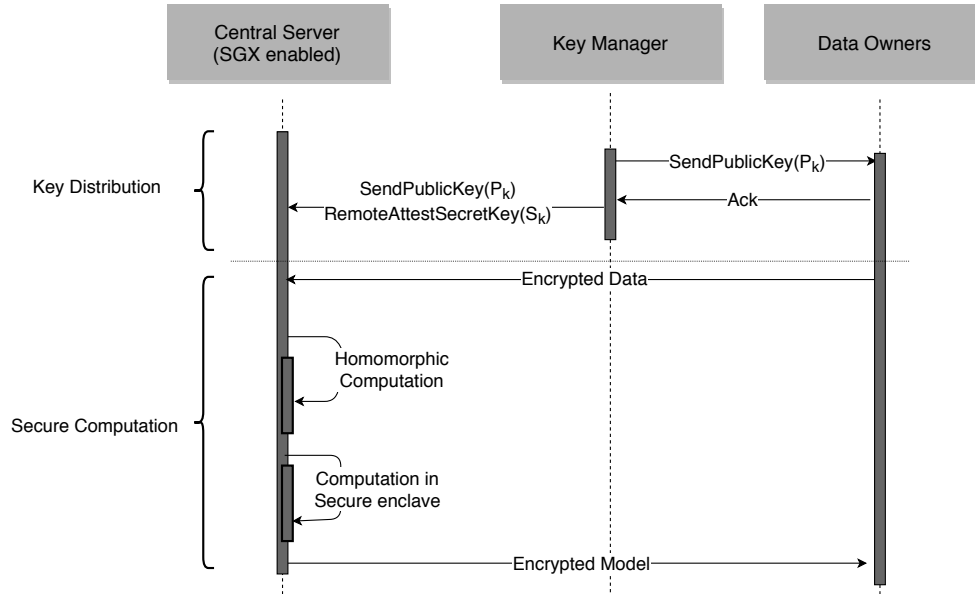 Central Server
(SGX enabled)
Key Manager
Data Owners
Key Distribution
SendPublicKey(Pk)
SendPublicKey(Pk)
RemoteAttestSecretKey(Sk)
Ack
Encrypted Data
Homomorphic
Computation
Secure Computation
Computation in
Secure enclave
Encrypted Model